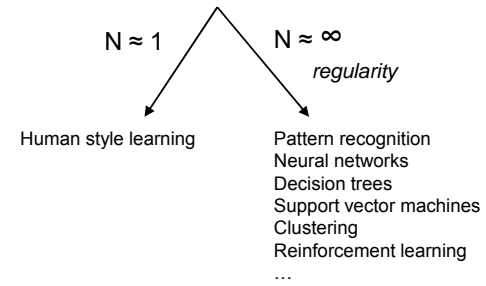 N ≈ 1
N ≈ ∞
regularity
Human style learning
Pattern recognition
Neural networks
Decision trees
Support vector machines
Clustering
Reinforcement learning
…